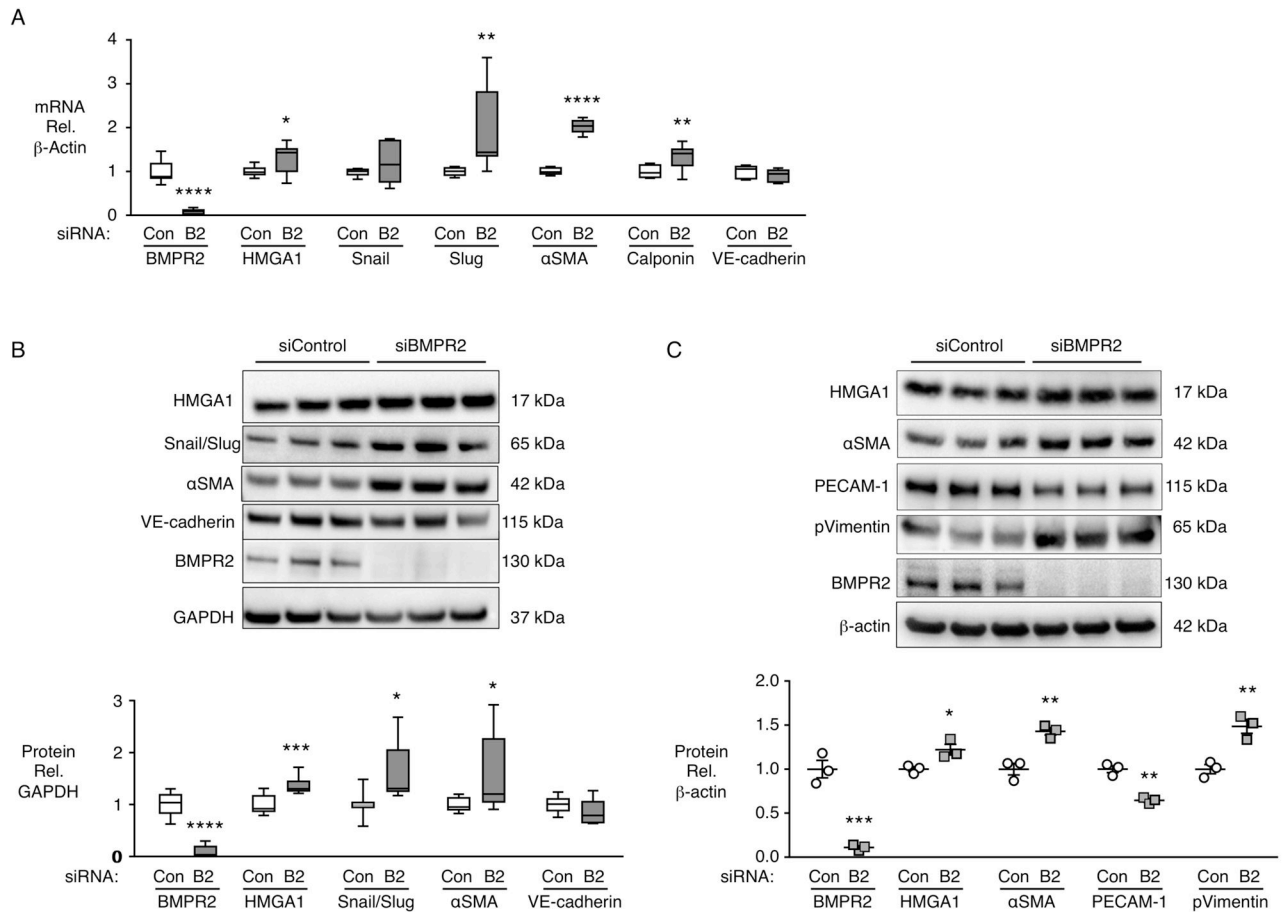 A
mRNA
Rel.
β-Actin
4
3
2
1
0
****
*
**
****
**
siRNA:
Con B2 Con B2 Con B2 Con B2 Con B2 Con B2 Con B2
BMPR2 HMGA1 Snail Slug αSMA Calponin VE-cadherin
B
siControl siBMPR2
HMGA1 17 kDa
Snail/Slug 65 kDa
αSMA 42 kDa
VE-cadherin 115 kDa
BMPR2 130 kDa
GAPDH 37 kDa
Protein
Rel.
GAPDH
3
2
1
0
****
***
*
*
siRNA: Con B2 Con B2 Con B2 Con B2 Con B2
BMPR2 HMGA1 Snail/Slug αSMA VE-cadherin
C
siControl siBMPR2
HMGA1 17 kDa
αSMA 42 kDa
PECAM-1 115 kDa
pVimentin 65 kDa
BMPR2 130 kDa
β-actin 42 kDa
Protein
Rel.
β-actin
2.0
1.5
1.0
0.5
0.0
***
*
**
**
**
siRNA: Con B2 Con B2 Con B2 Con B2 Con B2
BMPR2 HMGA1 αSMA PECAM-1 pVimentin